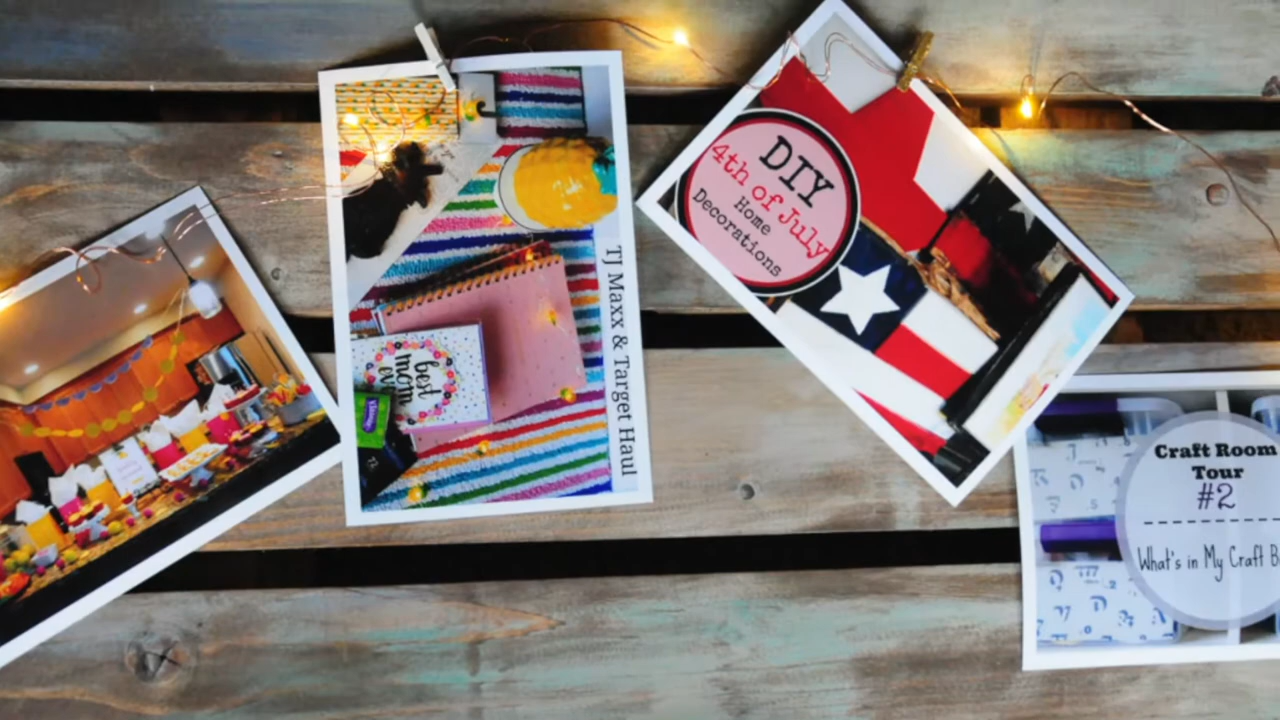 TJ Maxx & Target Haul
best
mom
DIY
4th of July
Home
Decorations
Craft Room
Tour
#2
What's in My Craft